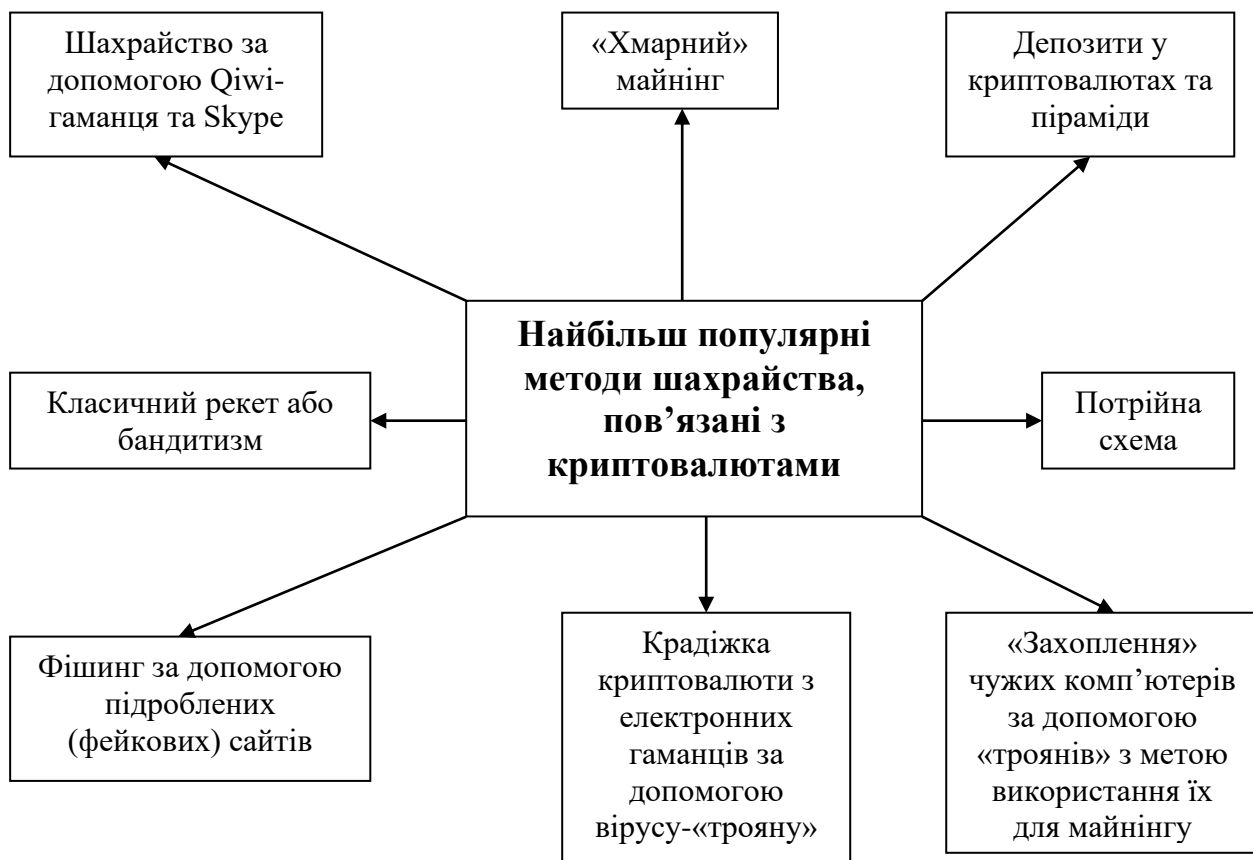 Шахрайство за
допомогою Qiwi-
гаманця та Skype
«Хмарний»
майнінг
Депозити у
криптовалютах та
піраміди
Найбільш популярні
методи шахрайства,
пов’язані з
криптовалютами
Класичний рекет або
бандитизм
Потрійна
схема
Фішинг за допомогою
підроблених
(фейкових) сайтів
Крадіжка
криптовалюти з
електронних
гаманців за
допомогою
вірусу-«трояну»
«Захоплення»
чужих комп’ютерів
за допомогою
«троянів» з метою
використання їх
для майнінгу